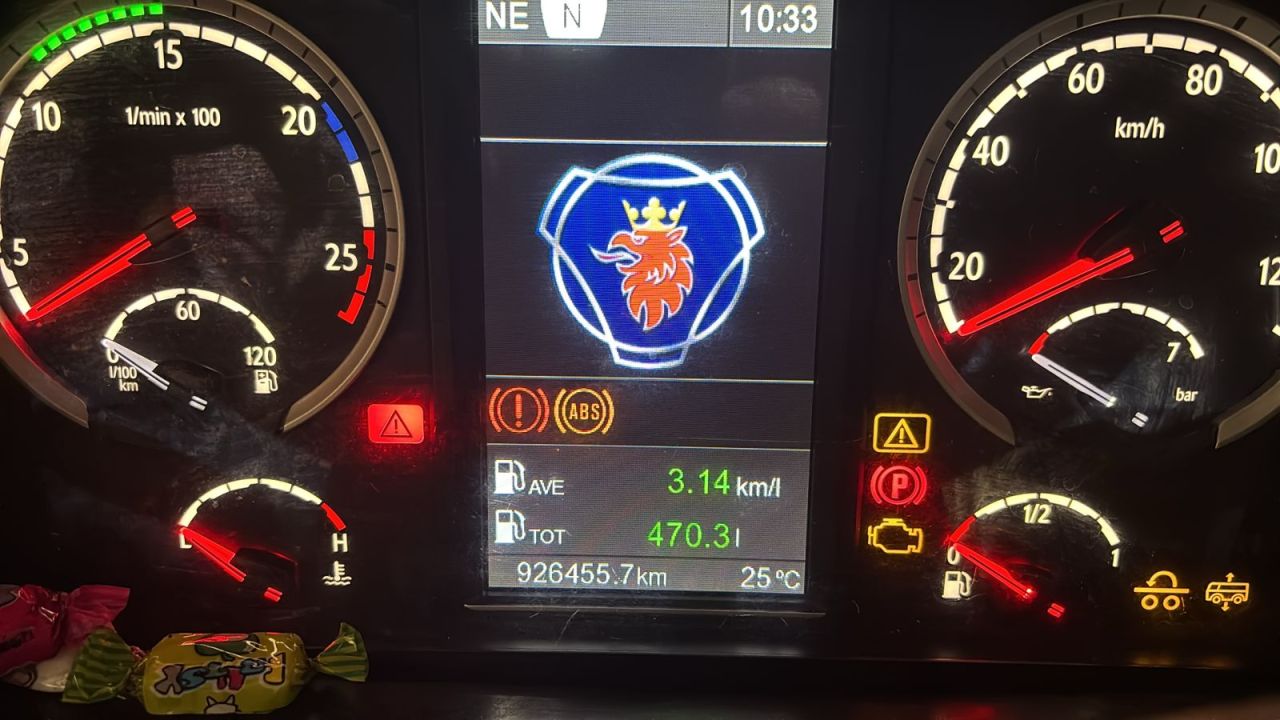 NE N 10:33
5
10
15
20
25
1/min x 100
0
60
120
l/100
km
20
40
60
80
10
12
km/h
7
bar
ABS
P
AVE 3.14 km/l
TOT 470.3 l
926455.7km 25°C
L H
0 1/2 1